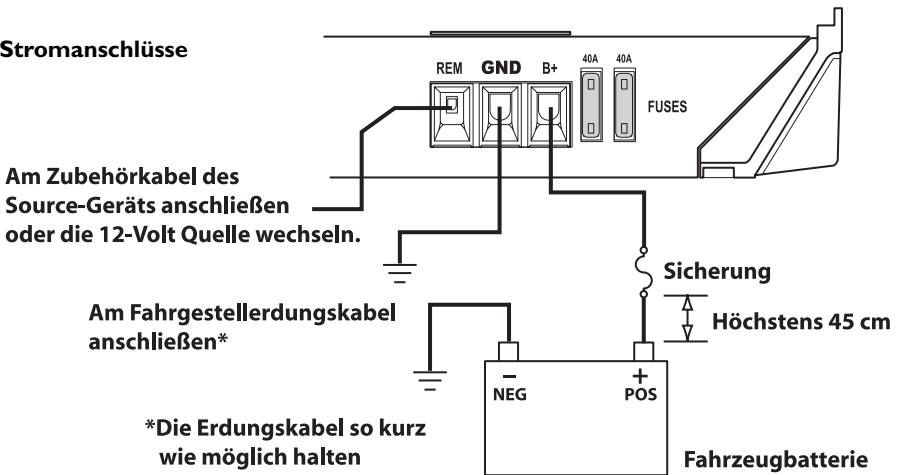 Stromanschlüsse
REM GND B+ 40A 40A
FUSES
Am Zubehörkabel des
Source-Geräts anschließen
oder die 12-Volt Quelle wechseln.
Sicherung
Höchstens 45 cm
Am Fahrgestellerdungskabel
anschließen*
– +
NEG POS
*Die Erdungskabel so kurz
wie möglich halten
Fahrzeugbatterie